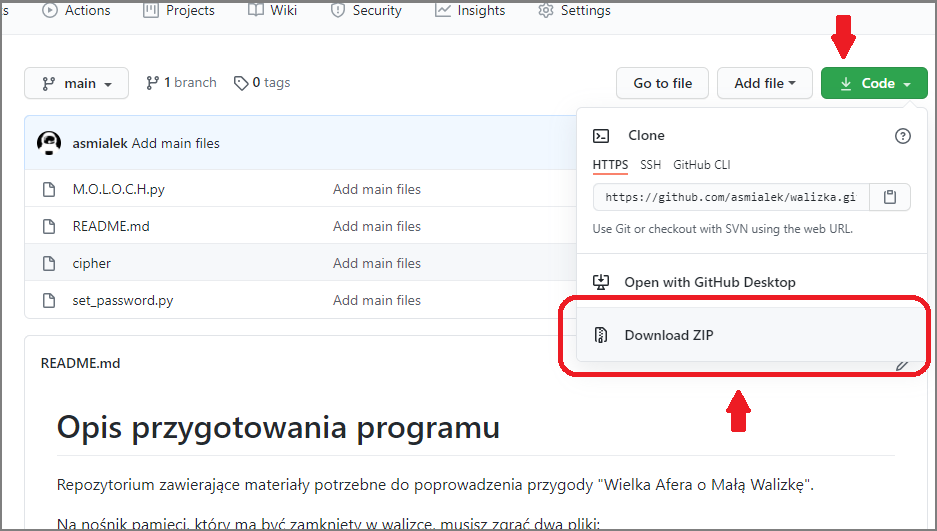 Actions Projects Wiki Security Insights Settings
main 1 branch 0 tags Go to file Add file Code
asmialek Add main files
M.O.L.O.C.H.py Add main files
README.md Add main files
cipher Add main files
set_password.py Add main files
Clone
HTTPS SSH GitHub CLI
https://github.com/asmialek/walizka.gi
Use Git or checkout with SVN using the web URL.
Open with GitHub Desktop
Download ZIP
README.md
Opis przygotowania programu
Repozytorium zawierające materiały potrzebne do poprowadzenia przygody "Wielka Afera o Małą Walizkę".
Na nośnik pamięci, który ma być zamknięty w walizce, musisz zgrać dwa pliki: